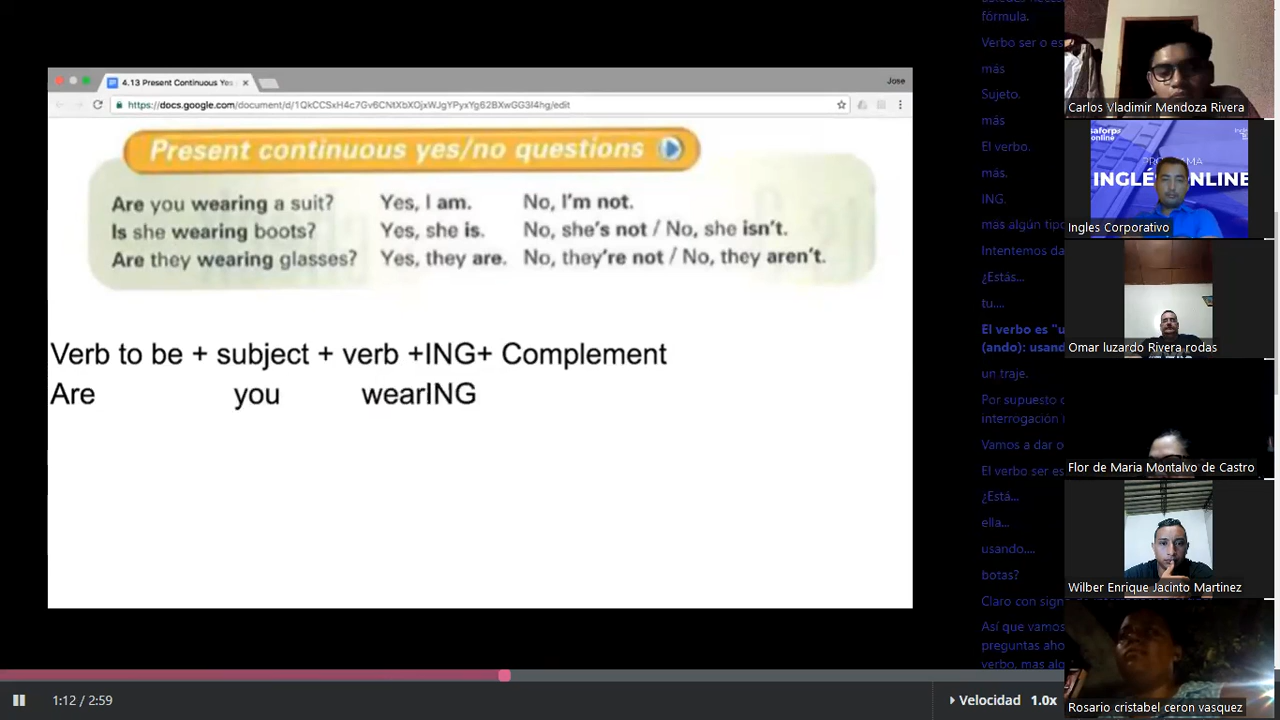 4.13 Present Continuous Yes
Jose
https://docs.google.com/document/d/1QkCCSxH4c7Gv6CNtXbXOjxWJgYPyxYg62BXwGG3I4hg/edit
Present continuous yes/no questions
Are you wearing a suit? Yes, I am. No, I'm not.
Is she wearing boots? Yes, she is. No, she's not / No, she isn't.
Are they wearing glasses? Yes, they are. No, they're not / No, they aren't.
Verb to be + subject + verb +ING+ Complement
Are you wearING
1:12 / 2:59
Velocidad 1.0x
fórmula.
Verbo ser o es
más
Sujeto.
más
El verbo.
más.
ING.
mas algún tipo
Intentemos da
¿Estás...
tu....
El verbo es "u
(ando): usand
un traje.
Por supuesto
interrogación
Vamos a dar o
El verbo ser es
¿Está...
ella...
usando,...
botas?
Claro con sign
Así que vamos
preguntas aho
verbo, mas alg
Carlos Vladimir Mendoza Rivera
saforp
online
PROGRAMA
INGLÉS ONLINE
Ingles Corporativo
Omar luzardo Rivera rodas
Flor de Maria Montalvo de Castro
Wilber Enrique Jacinto Martinez
Rosario cristabel ceron vasquez